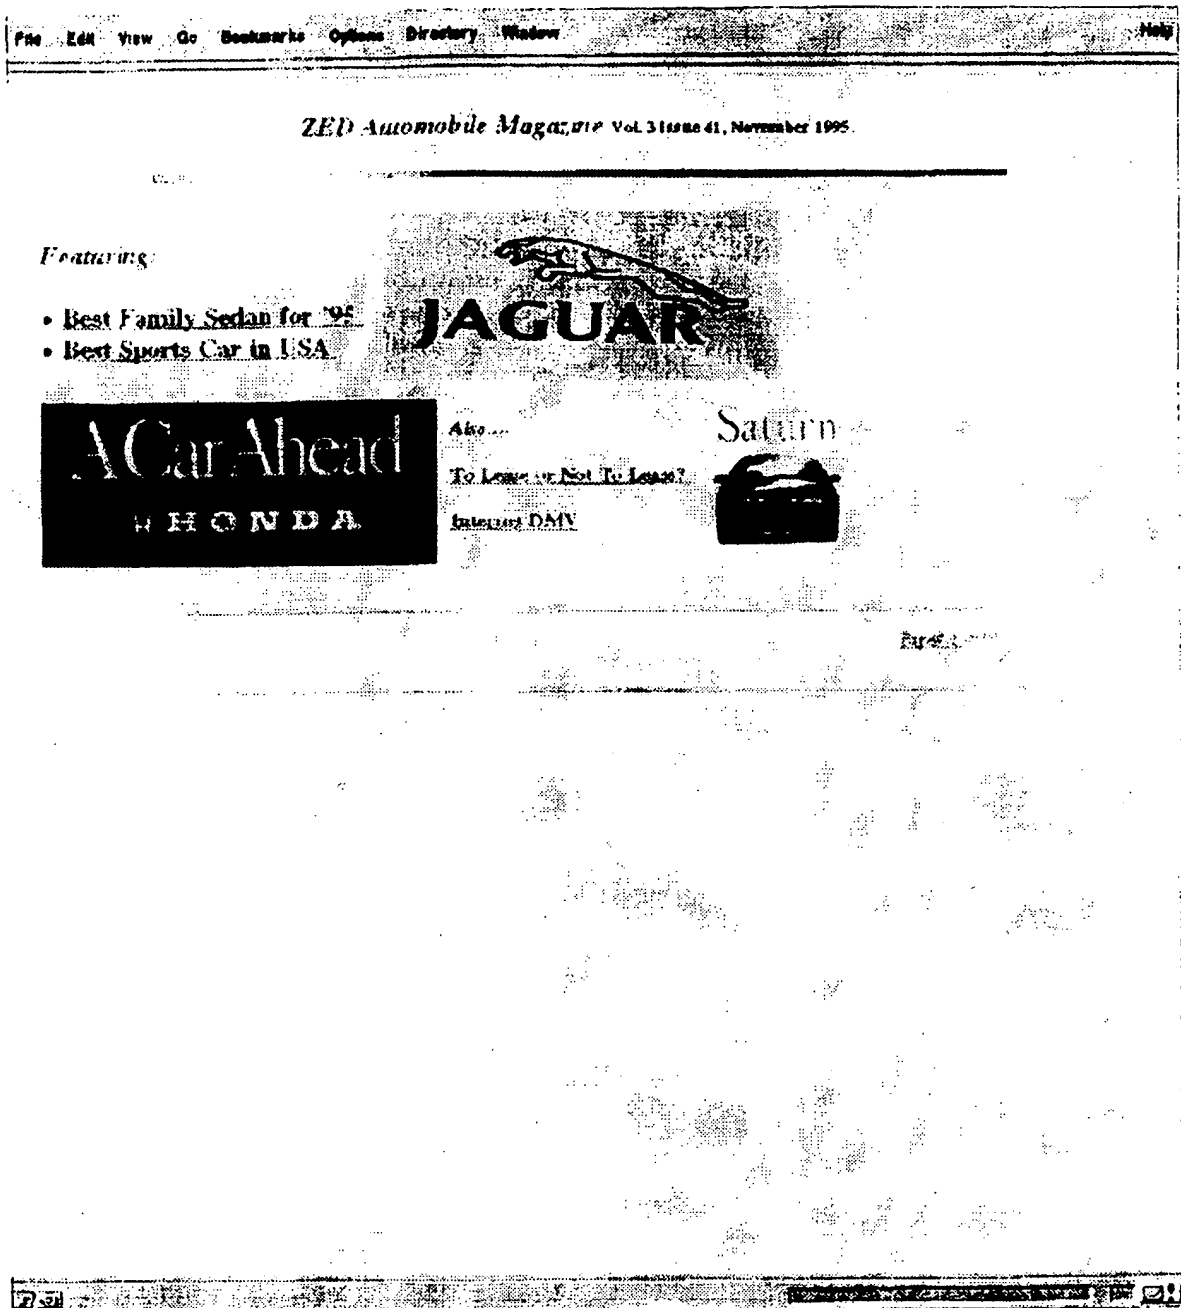 File Edit View Go Bookmarks Options Directory Window Help
ZED Automobile Magazine Vol. 3 Issue 41, November 1995.
Featuring:
• Best Family Sedan for '95
• Best Sports Car in USA
JAGUAR
A Car Ahead
HONDA
Also....
To Lease or Not To Lease?
Internet DMV
Saturn